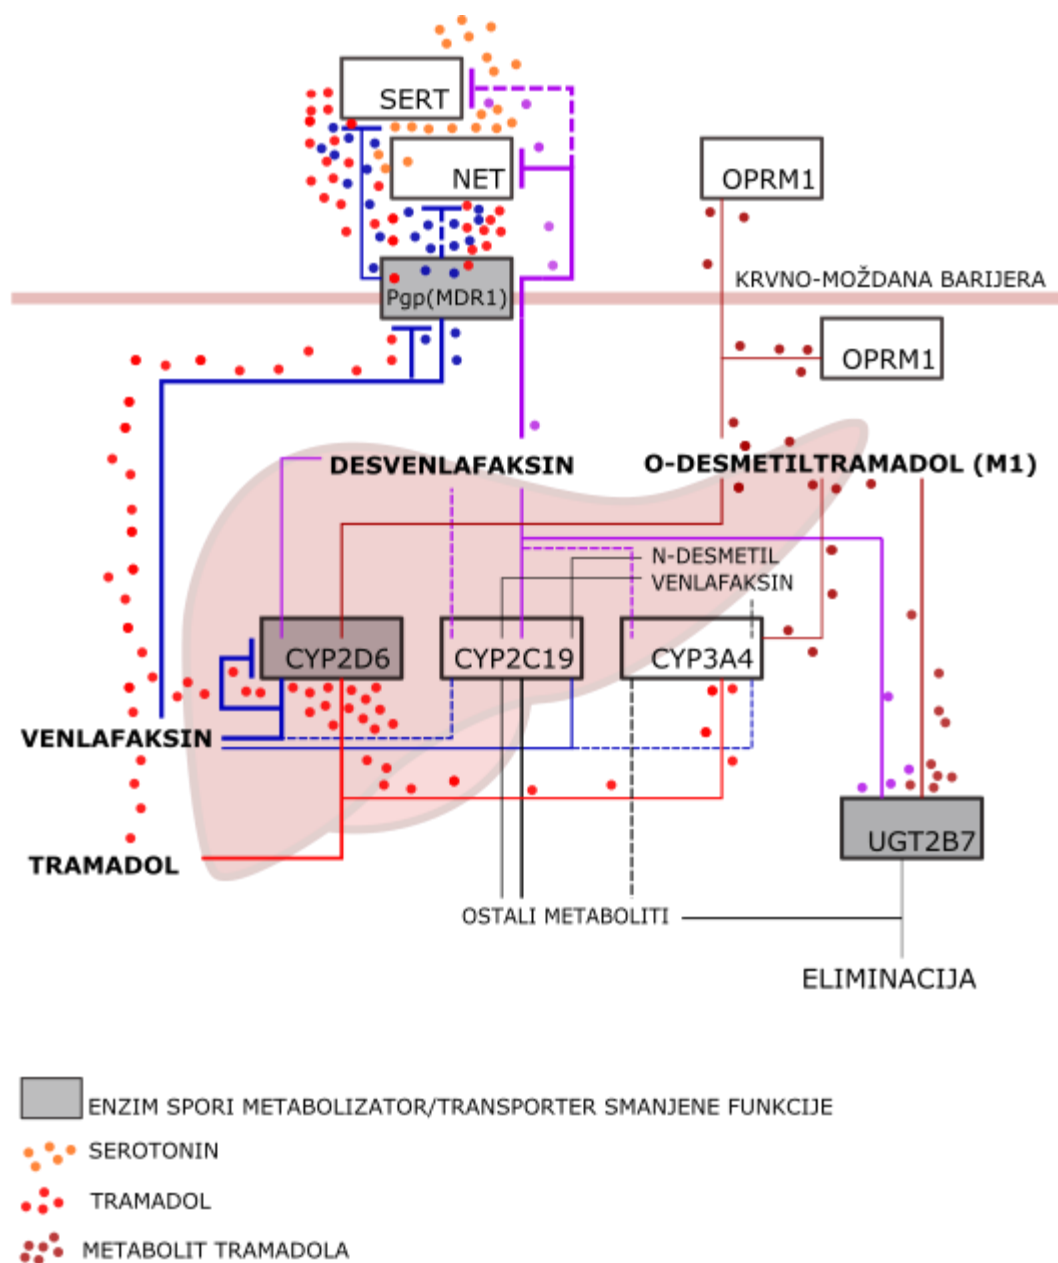 SERT
NET
OPRM1
Pgp(MDR1)
KRVNO-MOŽDANA BARIJERA
OPRM1
DESVENLAFAKSIN
O-DESMETILTRAMADOL (M1)
N-DESMETIL
VENLAFAKSIN
CYP2D6
CYP2C19
CYP3A4
VENLAFAKSIN
TRAMADOL
UGT2B7
OSTALI METABOLITI
ELIMINACIJA
ENZIM SPORI METABOLIZATOR/TRANSPORTER SMANJENE FUNKCIJE
SEROTONIN
TRAMADOL
METABOLIT TRAMADOLA